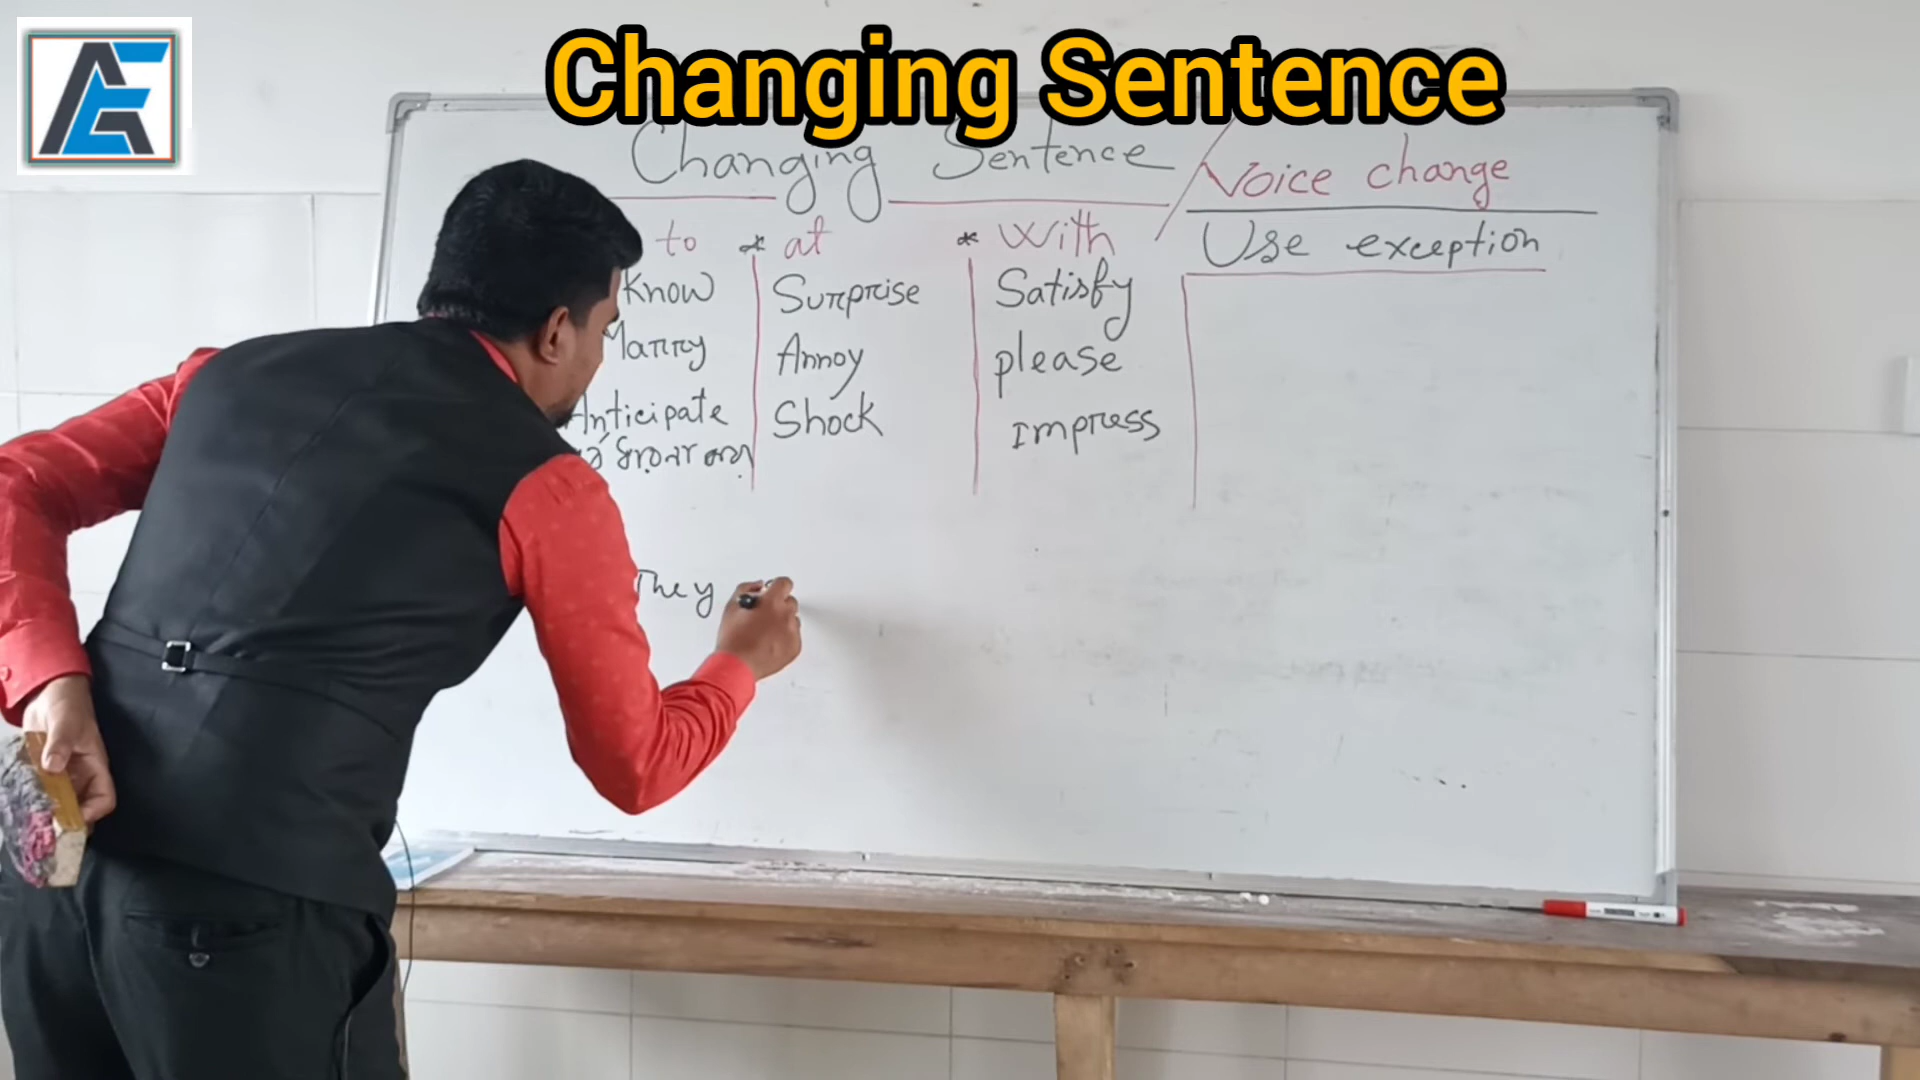 Changing Sentence
AE
Changing Sentence / Voice change
to * at * With Use exception
Know Surprise Satisfy
Marry Annoy please
Anticipate Shock Impress
They